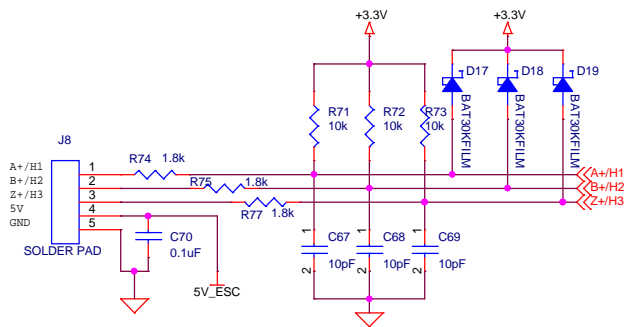 +3.3V
+3.3V
D17
D18
D19
BAT30KFILM
BAT30KFILM
BAT30KFILM
R71
10k
R72
10k
R73
10k
J8
A+/H1
B+/H2
Z+/H3
5V
GND
1
2
3
4
5
SOLDER PAD
R74
1.8k
R75
1.8k
R77
1.8k
A+/H1
B+/H2
Z+/H3
C70
0.1uF
5V_ESC
1
C67
10pF
2
1
C68
10pF
2
1
C69
10pF
2